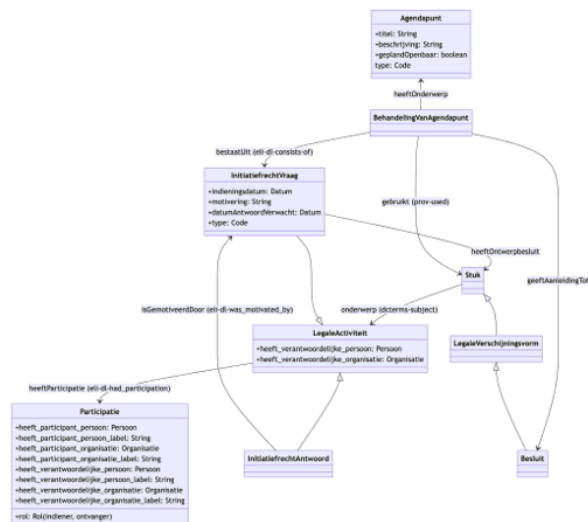 Agendapunt
+titel: String
+beschrijving: String
+geplandOpenbaar: boolean
type: Code
heeftOnderwerp
BehandelingVanAgendapunt
bestaatUit (eli-dl-consists-of)
InitiatiefrechtVraag
+indieningsdatum: Datum
+motivering: String
+datumAntwoordVerwacht: Datum
+type: Code
gebruikt (prov-used)
heeftOntwerpbesluit
Stuk
geeftAanleidingTot
isGemotiveerdDoor (eli-dl-was_motivated_by)
onderwerp (dcterms-subject)
LegaleActiviteit
+heeft_verantwoordelijke_persoon: Persoon
+heeft_verantwoordelijke_organisatie: Organisatie
LegaleVerschijningsvorm
heeftParticipatie (eli-dl-had_participation)
Participatie
+heeft_participant_persoon: Persoon
+heeft_participant_persoon_label: String
+heeft_participant_organisatie: Organisatie
+heeft_participant_organisatie_label: String
+heeft_verantwoordelijke_persoon: Persoon
+heeft_verantwoordelijke_persoon_label: String
+heeft_verantwoordelijke_organisatie: Organisatie
+heeft_verantwoordelijke_organisatie_label: String
+rol: Rol(indiener, ontvanger)
InitiatiefrechtAntwoord
Besluit